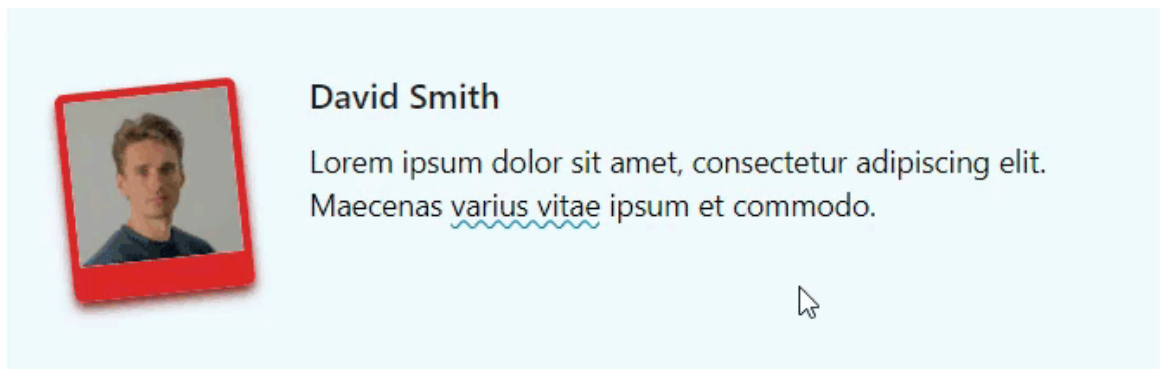 David Smith
Lorem ipsum dolor sit amet, consectetur adipiscing elit.
Maecenas varius vitae ipsum et commodo.